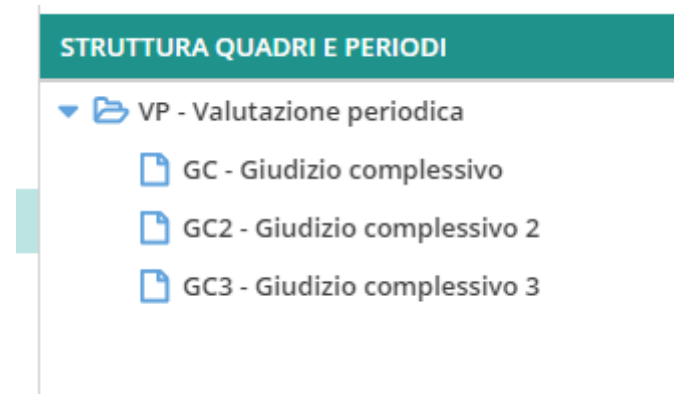 STRUTTURA QUADRI E PERIODI
VP - Valutazione periodica
GC - Giudizio complessivo
GC2 - Giudizio complessivo 2
GC3 - Giudizio complessivo 3